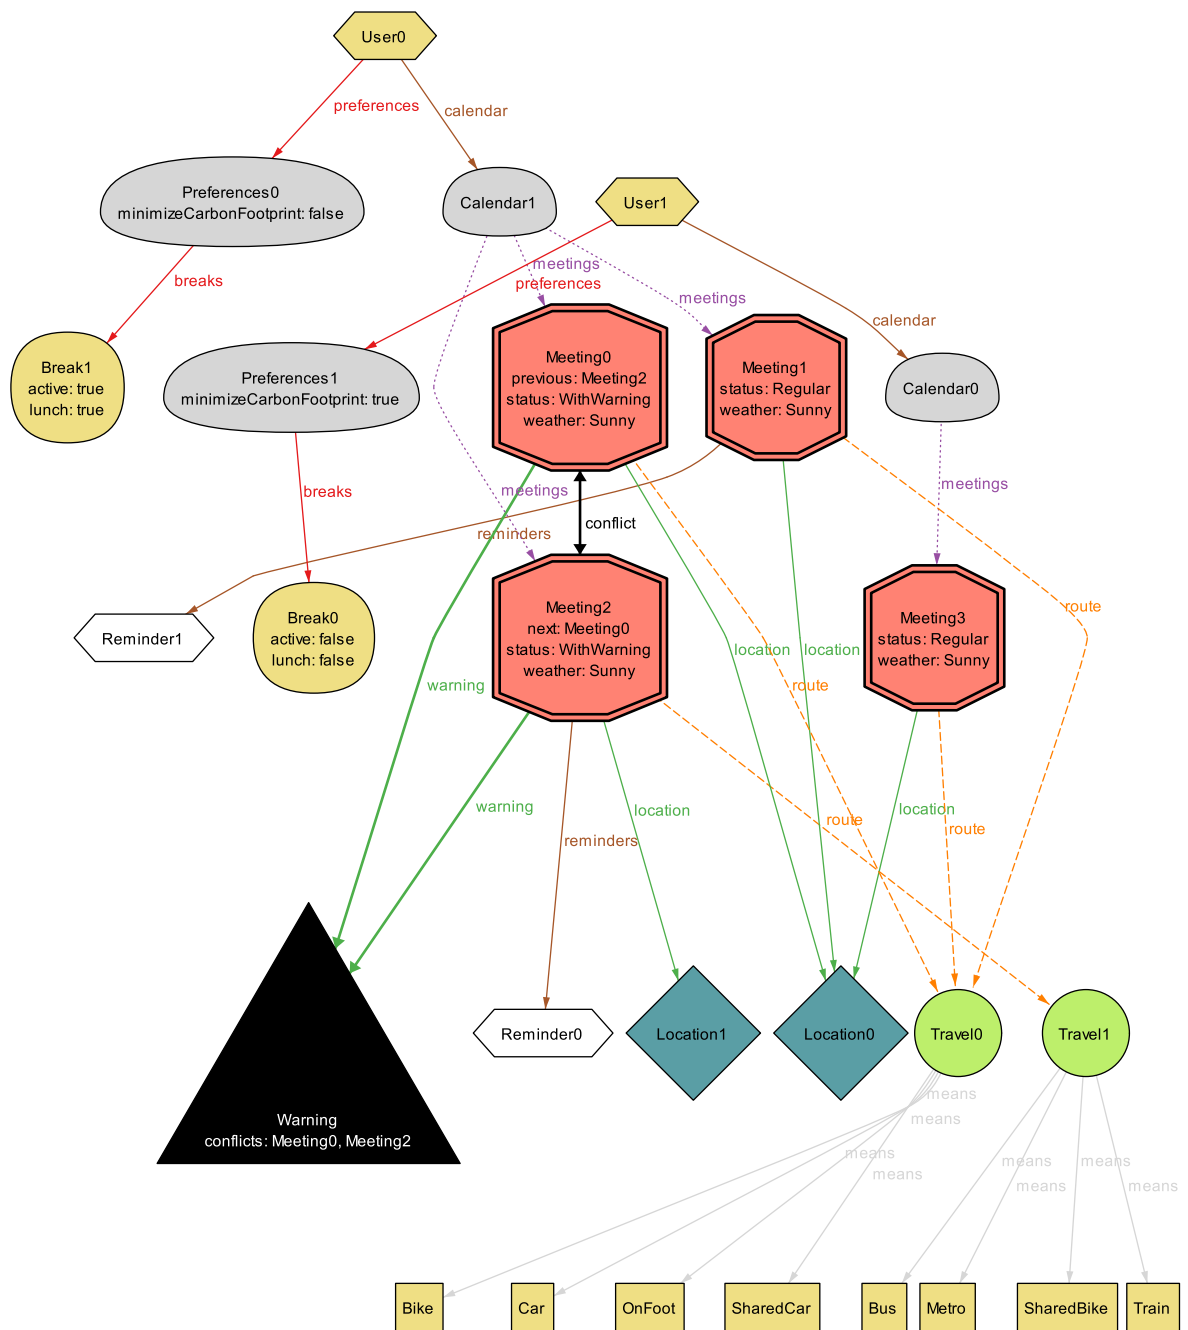 User0
preferences
calendar
Preferences0
minimizeCarbonFootprint: false
Calendar1
User1
breaks
meetings
preferences
meetings
calendar
Break1
active: true
lunch: true
Preferences1
minimizeCarbonFootprint: true
Meeting0
previous: Meeting2
status: WithWarning
weather: Sunny
Meeting1
status: Regular
weather: Sunny
Calendar0
breaks
meetings
meetings
reminders
conflict
Reminder1
Break0
active: false
lunch: false
Meeting2
next: Meeting0
status: WithWarning
weather: Sunny
Meeting3
status: Regular
weather: Sunny
route
location
location
warning
route
warning
location
route
location
route
reminders
Reminder0
Location1
Location0
Travel0
Travel1
Warning
conflicts: Meeting0, Meeting2
means
means
means
means
means
means
means
means
Bike
Car
OnFoot
SharedCar
Bus
Metro
SharedBike
Train